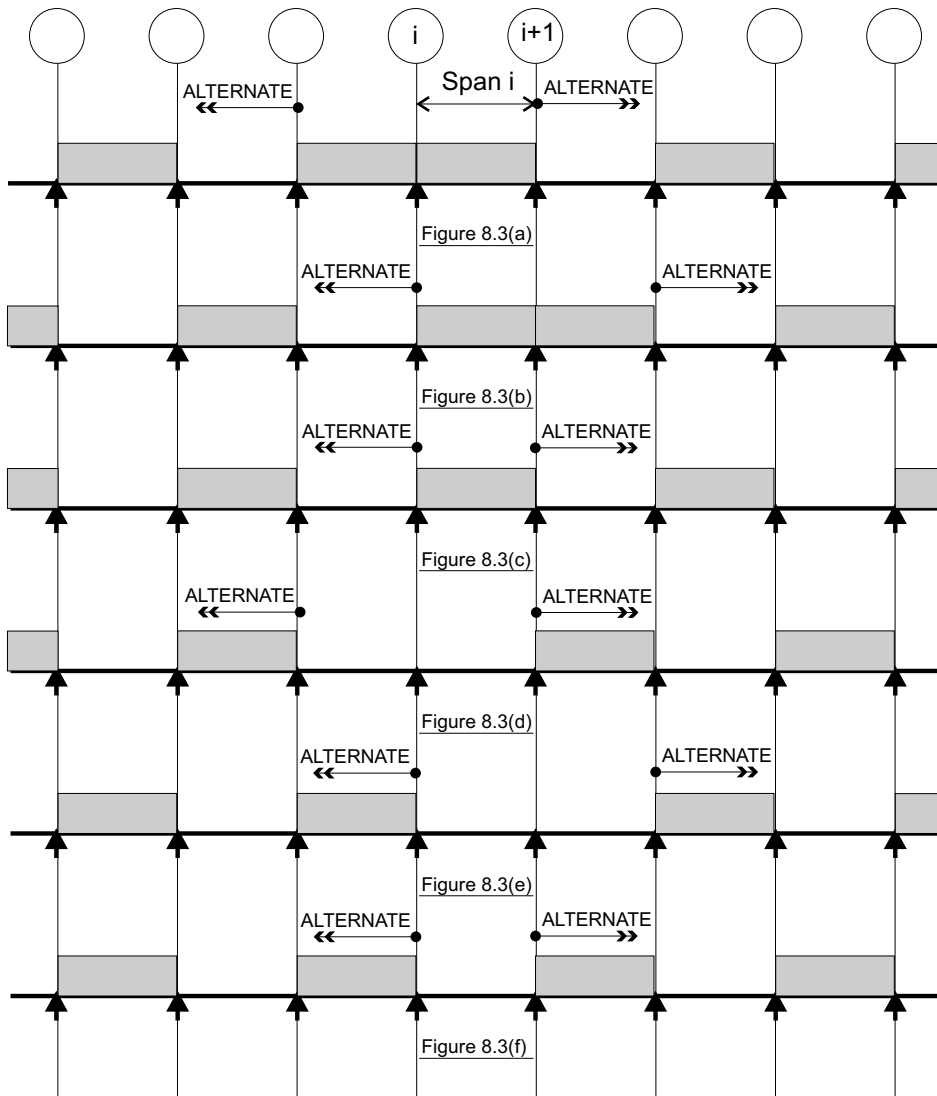 i i+1
Span i
ALTERNATE ALTERNATE
Figure 8.3(a)
ALTERNATE ALTERNATE
Figure 8.3(b)
ALTERNATE ALTERNATE
Figure 8.3(c)
ALTERNATE ALTERNATE
Figure 8.3(d)
ALTERNATE ALTERNATE
Figure 8.3(e)
ALTERNATE ALTERNATE
Figure 8.3(f)